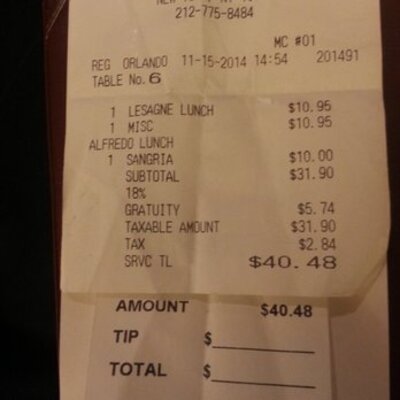 212-775-8484
MC #01
REG ORLANDO 11-15-2014 14:54 201491
TABLE No. 6
1 LESAGNE LUNCH $10.95
1 MISC $10.95
ALFREDO LUNCH
1 SANGRIA $10.00
SUBTOTAL $31.90
18%
GRATUITY $5.74
TAXABLE AMOUNT $31.90
TAX $2.84
SRVC TL $40.48
AMOUNT $40.48
TIP $
TOTAL $